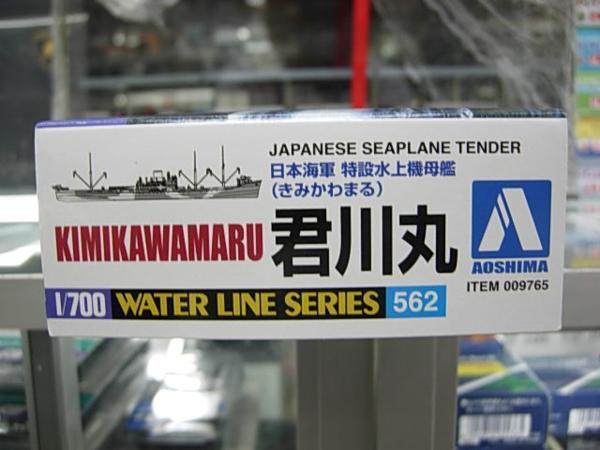 JAPANESE SEAPLANE TENDER
日本海軍 特設水上機母艦
(きみかわまる)
KIMIKAWAMARU 君川丸
AOSHIMA
ITEM 009765
1/700 WATER LINE SERIES 562